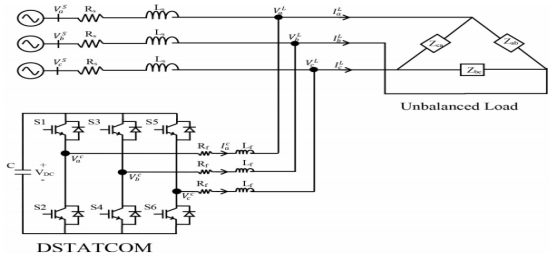 V_a^S R_s L_s V_a^L I_a^L
V_b^S R_s L_s V_b^L I_b^L
V_c^S R_s L_s V_c^L I_c^L
Z_ca Z_ab
Z_bc
Unbalanced Load
S1 S3 S5
C + V_DC -
V_a^c R_f I_a^c L_f
V_b^c R_f L_f
V_c^c R_f L_f
S2 S4 S6
DSTATCOM